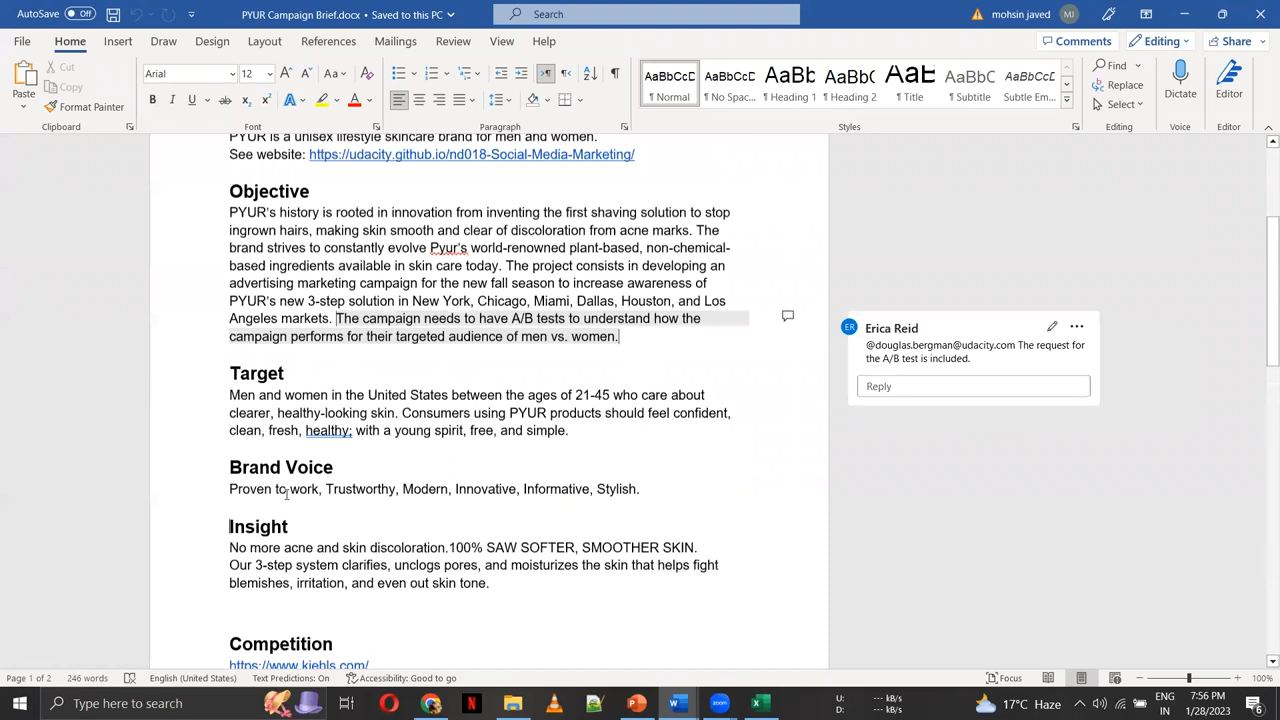 AutoSave Off PYUR Campaign Brief.docx • Saved to this PC Search mohsin javed MJ
File Home Insert Draw Design Layout References Mailings Review View Help Comments Editing Share
Paste Cut Copy Format Painter Clipboard
Arial 12 Font
Paragraph
AaBbCcD ¶ Normal AaBbCcD ¶ No Spac... AaBb ¶ Heading 1 AaBb( ¶ Heading 2 AaB ¶ Title AaBbCcD ¶ Subtitle AaBbCcD Subtle Em... Styles
Find Replace Select Editing
Dictate Voice
Editor Editor
PYUR is a unisex lifestyle skincare brand for men and women.
See website: https://udacity.github.io/nd018-Social-Media-Marketing/
Objective
PYUR's history is rooted in innovation from inventing the first shaving solution to stop
ingrown hairs, making skin smooth and clear of discoloration from acne marks. The
brand strives to constantly evolve Pyur's world-renowned plant-based, non-chemical-
based ingredients available in skin care today. The project consists in developing an
advertising marketing campaign for the new fall season to increase awareness of
PYUR's new 3-step solution in New York, Chicago, Miami, Dallas, Houston, and Los
Angeles markets. The campaign needs to have A/B tests to understand how the
campaign performs for their targeted audience of men vs. women.
ER Erica Reid
@douglas.bergman@udacity.com The request for
the A/B test is included.
Reply
Target
Men and women in the United States between the ages of 21-45 who care about
clearer, healthy-looking skin. Consumers using PYUR products should feel confident,
clean, fresh, healthy; with a young spirit, free, and simple.
Brand Voice
Proven to work, Trustworthy, Modern, Innovative, Informative, Stylish.
Insight
No more acne and skin discoloration.100% SAW SOFTER, SMOOTHER SKIN.
Our 3-step system clarifies, unclogs pores, and moisturizes the skin that helps fight
blemishes, irritation, and even out skin tone.
Competition
https://www.kiehls.com/
Page 1 of 2 246 words English (United States) Text Predictions: On Accessibility: Good to go Focus 100%
Type here to search U: D: -- kB/s -- kB/s 17°C Haze ENG IN 7:56 PM 1/28/2023 6